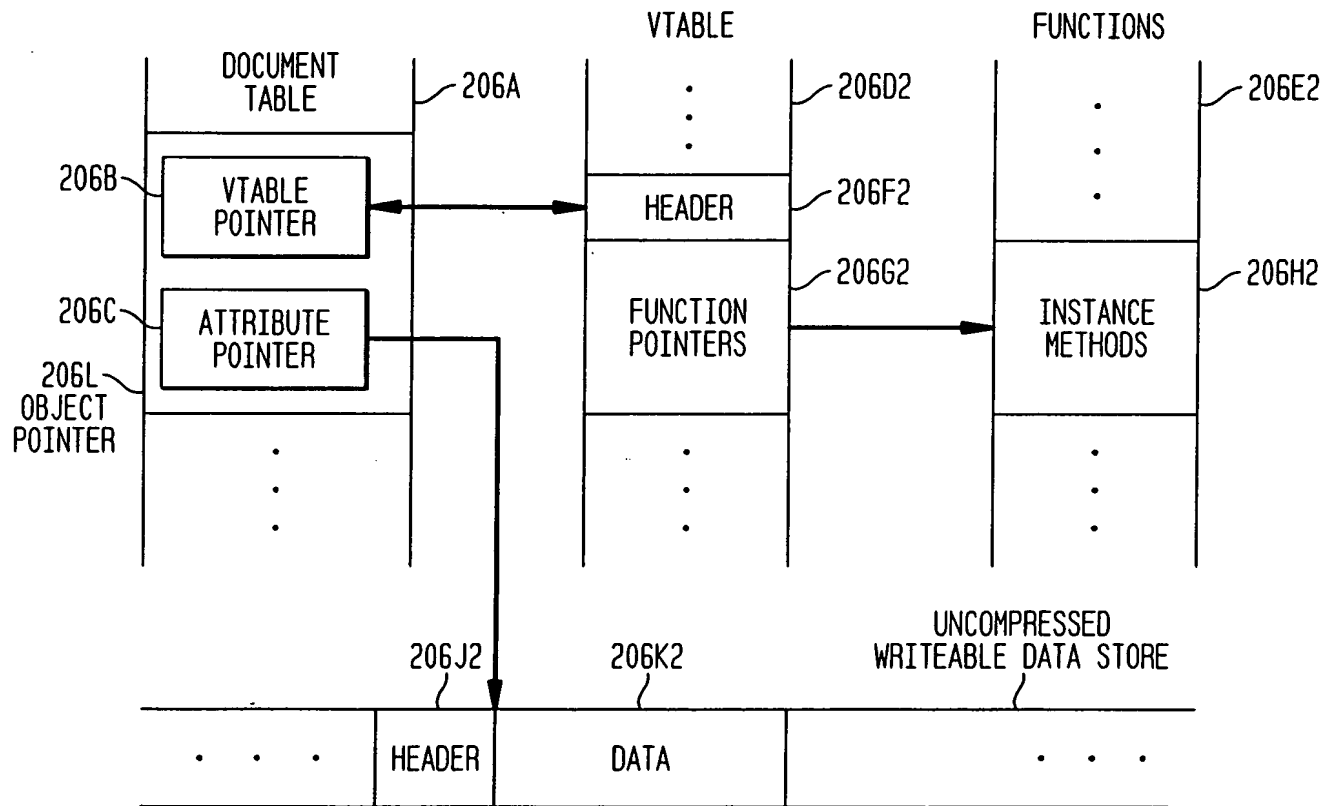 VTABLE
FUNCTIONS
DOCUMENT
TABLE
206A
206D2
206E2
206B
VTABLE
POINTER
HEADER
206F2
206C
ATTRIBUTE
POINTER
FUNCTION
POINTERS
206G2
INSTANCE
METHODS
206H2
206L
OBJECT
POINTER
206J2
206K2
UNCOMPRESSED
WRITEABLE DATA STORE
HEADER
DATA